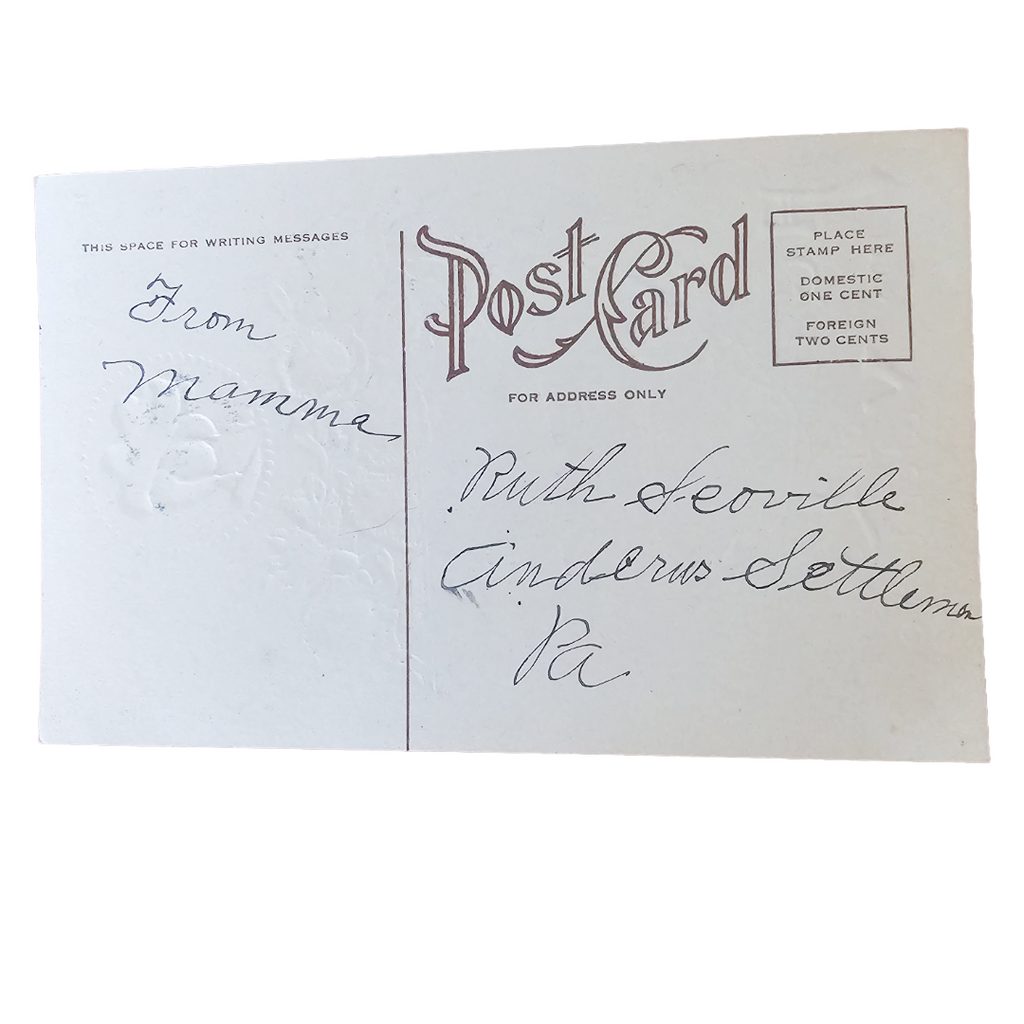 THIS SPACE FOR WRITING MESSAGES
From
Mamma
Post Card
FOR ADDRESS ONLY
PLACE
STAMP HERE
DOMESTIC
ONE CENT
FOREIGN
TWO CENTS
Ruth Scoville
Anderus Settlemen
Pa